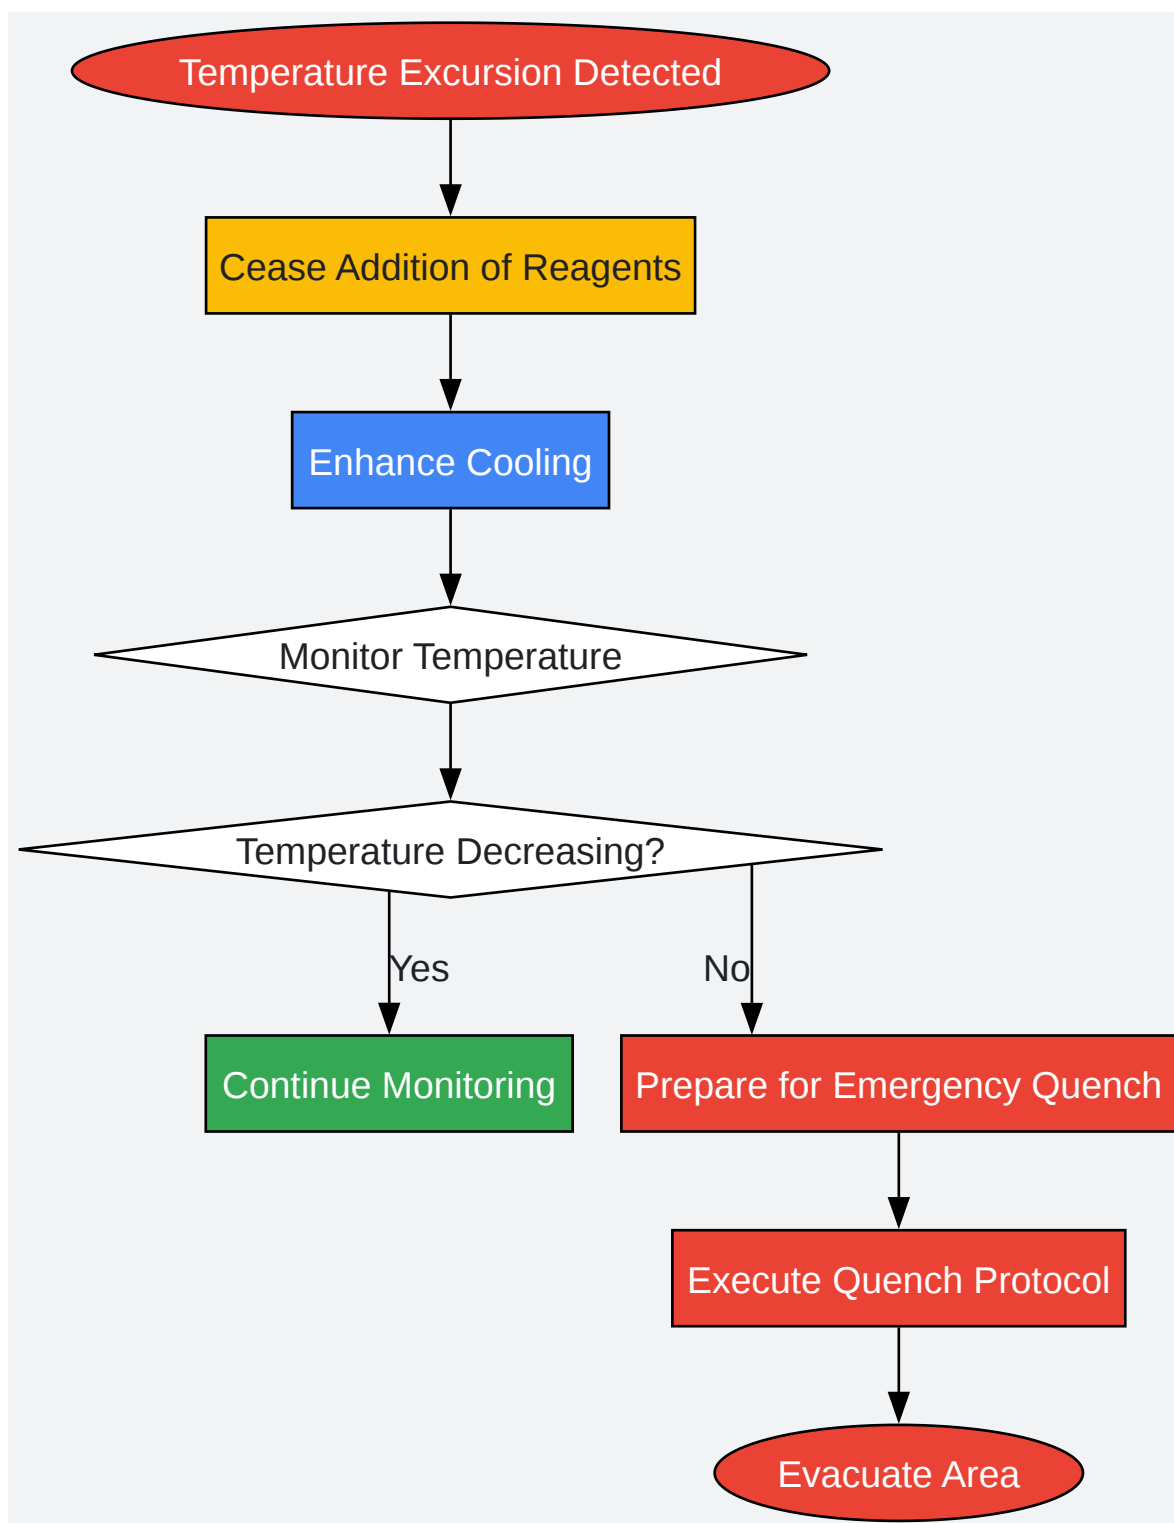 Temperature Excursion Detected
Cease Addition of Reagents
Enhance Cooling
Monitor Temperature
Temperature Decreasing?
Yes
No
Continue Monitoring
Prepare for Emergency Quench
Execute Quench Protocol
Evacuate Area